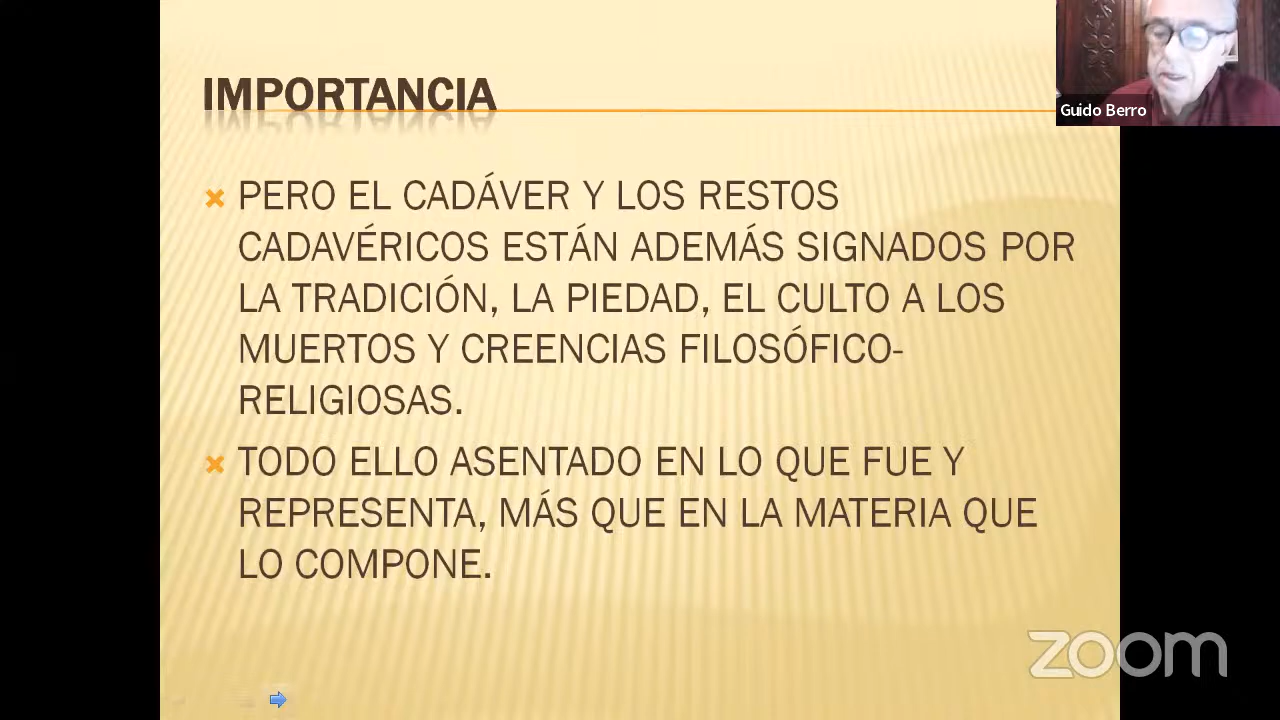 IMPORTANCIA
Guido Berro
PERO EL CADÁVER Y LOS RESTOS
CADAVÉRICOS ESTÁN ADEMÁS SIGNADOS POR
LA TRADICIÓN, LA PIEDAD, EL CULTO A LOS
MUERTOS Y CREENCIAS FILOSÓFICO-
RELIGIOSAS.
TODO ELLO ASENTADO EN LO QUE FUE Y
REPRESENTA, MÁS QUE EN LA MATERIA QUE
LO COMPONE.
zoom